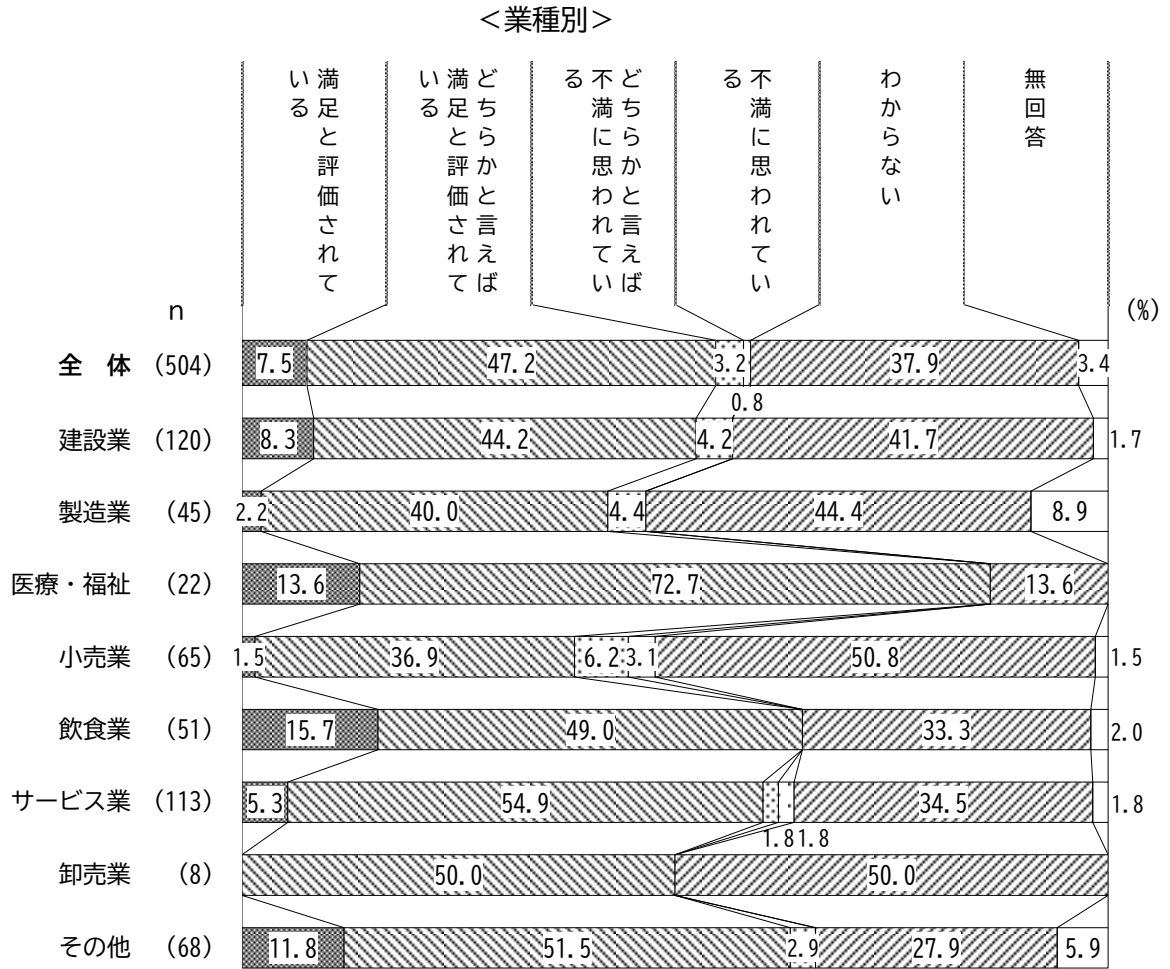 ＜業種別＞
満足と評価されて
いる
どちらかと言えば
満足と評価されて
いる
どちらかと言えば
不満に思われてい
る
不満に思われてい
る
わからない
無回答
n
(%)
全　体 (504) 7.5 47.2 3.2 37.9 3.4
0.8
建設業 (120) 8.3 44.2 4.2 41.7 1.7
製造業 (45) 2.2 40.0 4.4 44.4 8.9
医療・福祉 (22) 13.6 72.7 13.6
小売業 (65) 1.5 36.9 6.2 3.1 50.8 1.5
飲食業 (51) 15.7 49.0 33.3 2.0
サービス業 (113) 5.3 54.9 34.5 1.8
1.8 1.8
卸売業 (8) 50.0 50.0
その他 (68) 11.8 51.5 2.9 27.9 5.9